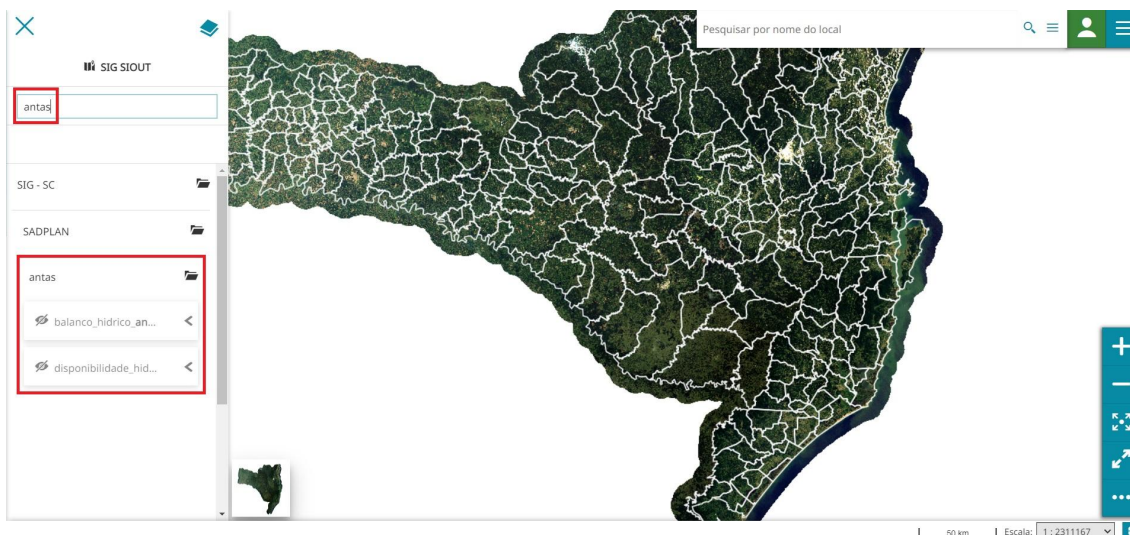 Pesquisar por nome do local
SIG SIOUT
antas
SIG - SC
SADPLAN
antas
balanco_hidrico_an...
disponibilidade_hid...
50 km
Escala: 1 : 2311167